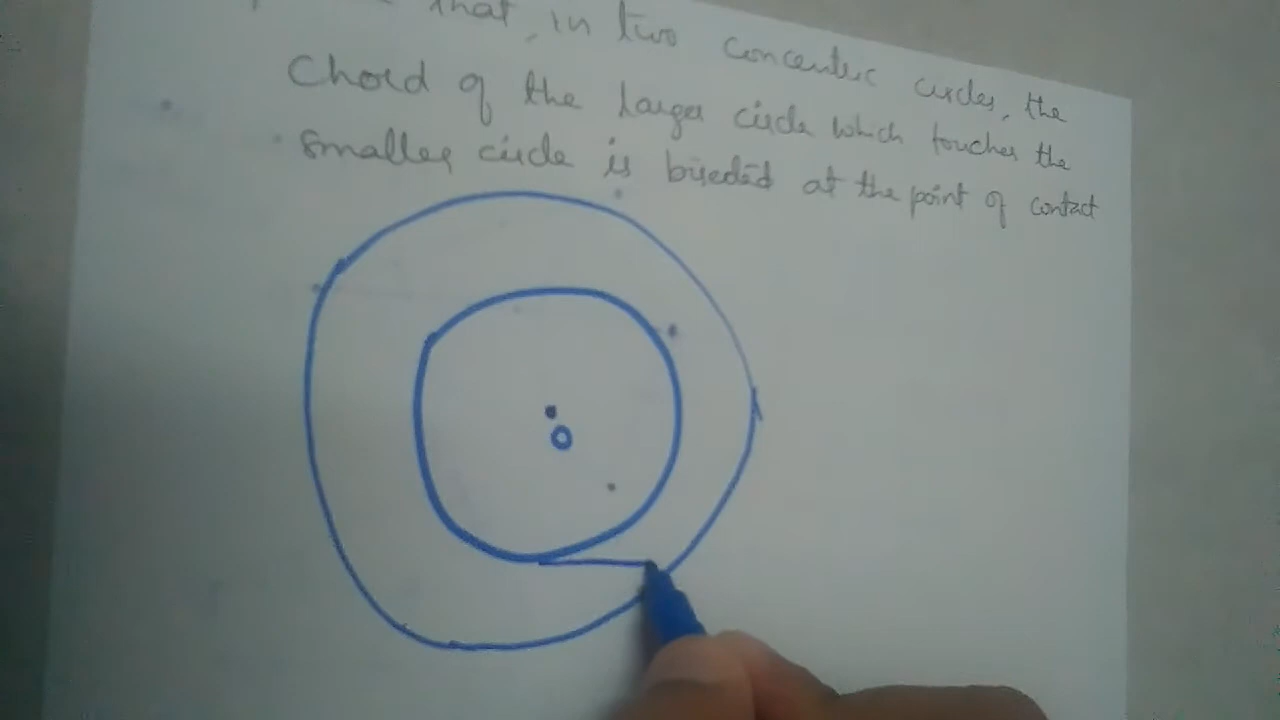 that, in two concentric circles, the
Chord of the larger circle which touches the
smaller circle is bisected at the point of contact
O